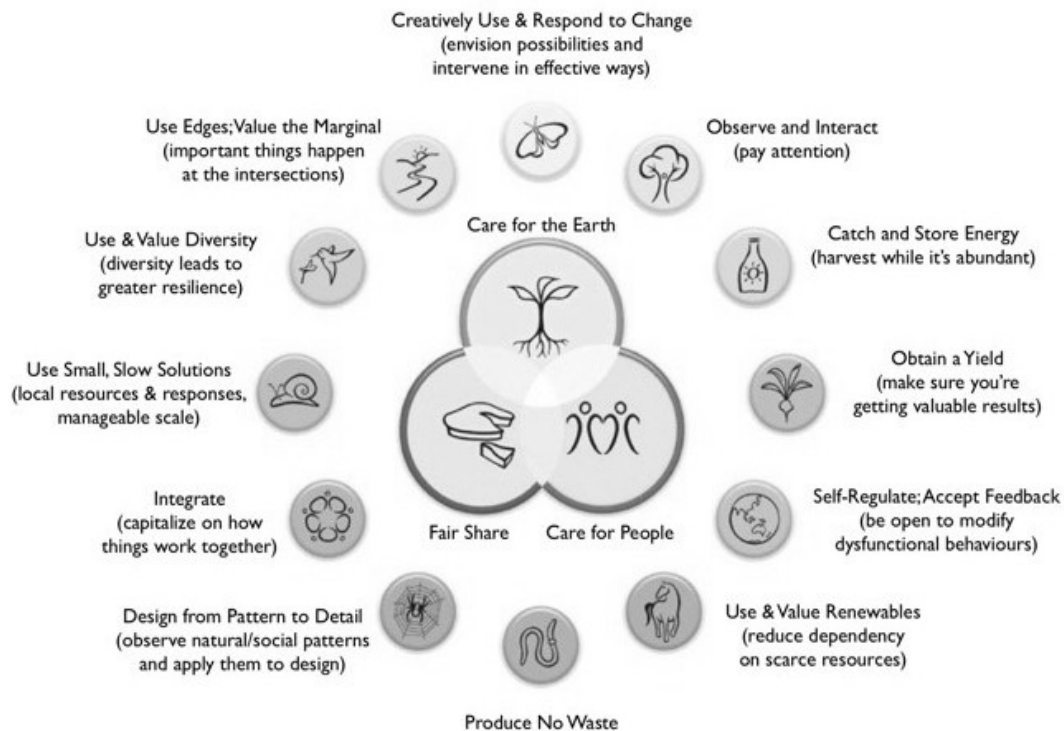 Creatively Use & Respond to Change
(envision possibilities and
intervene in effective ways)
Use Edges; Value the Marginal
(important things happen
at the intersections)
Observe and Interact
(pay attention)
Care for the Earth
Use & Value Diversity
(diversity leads to
greater resilience)
Catch and Store Energy
(harvest while it's abundant)
Use Small, Slow Solutions
(local resources & responses,
manageable scale)
Obtain a Yield
(make sure you're
getting valuable results)
Integrate
(capitalize on how
things work together)
Self-Regulate; Accept Feedback
(be open to modify
dysfunctional behaviours)
Fair Share
Care for People
Design from Pattern to Detail
(observe natural/social patterns
and apply them to design)
Use & Value Renewables
(reduce dependency
on scarce resources)
Produce No Waste